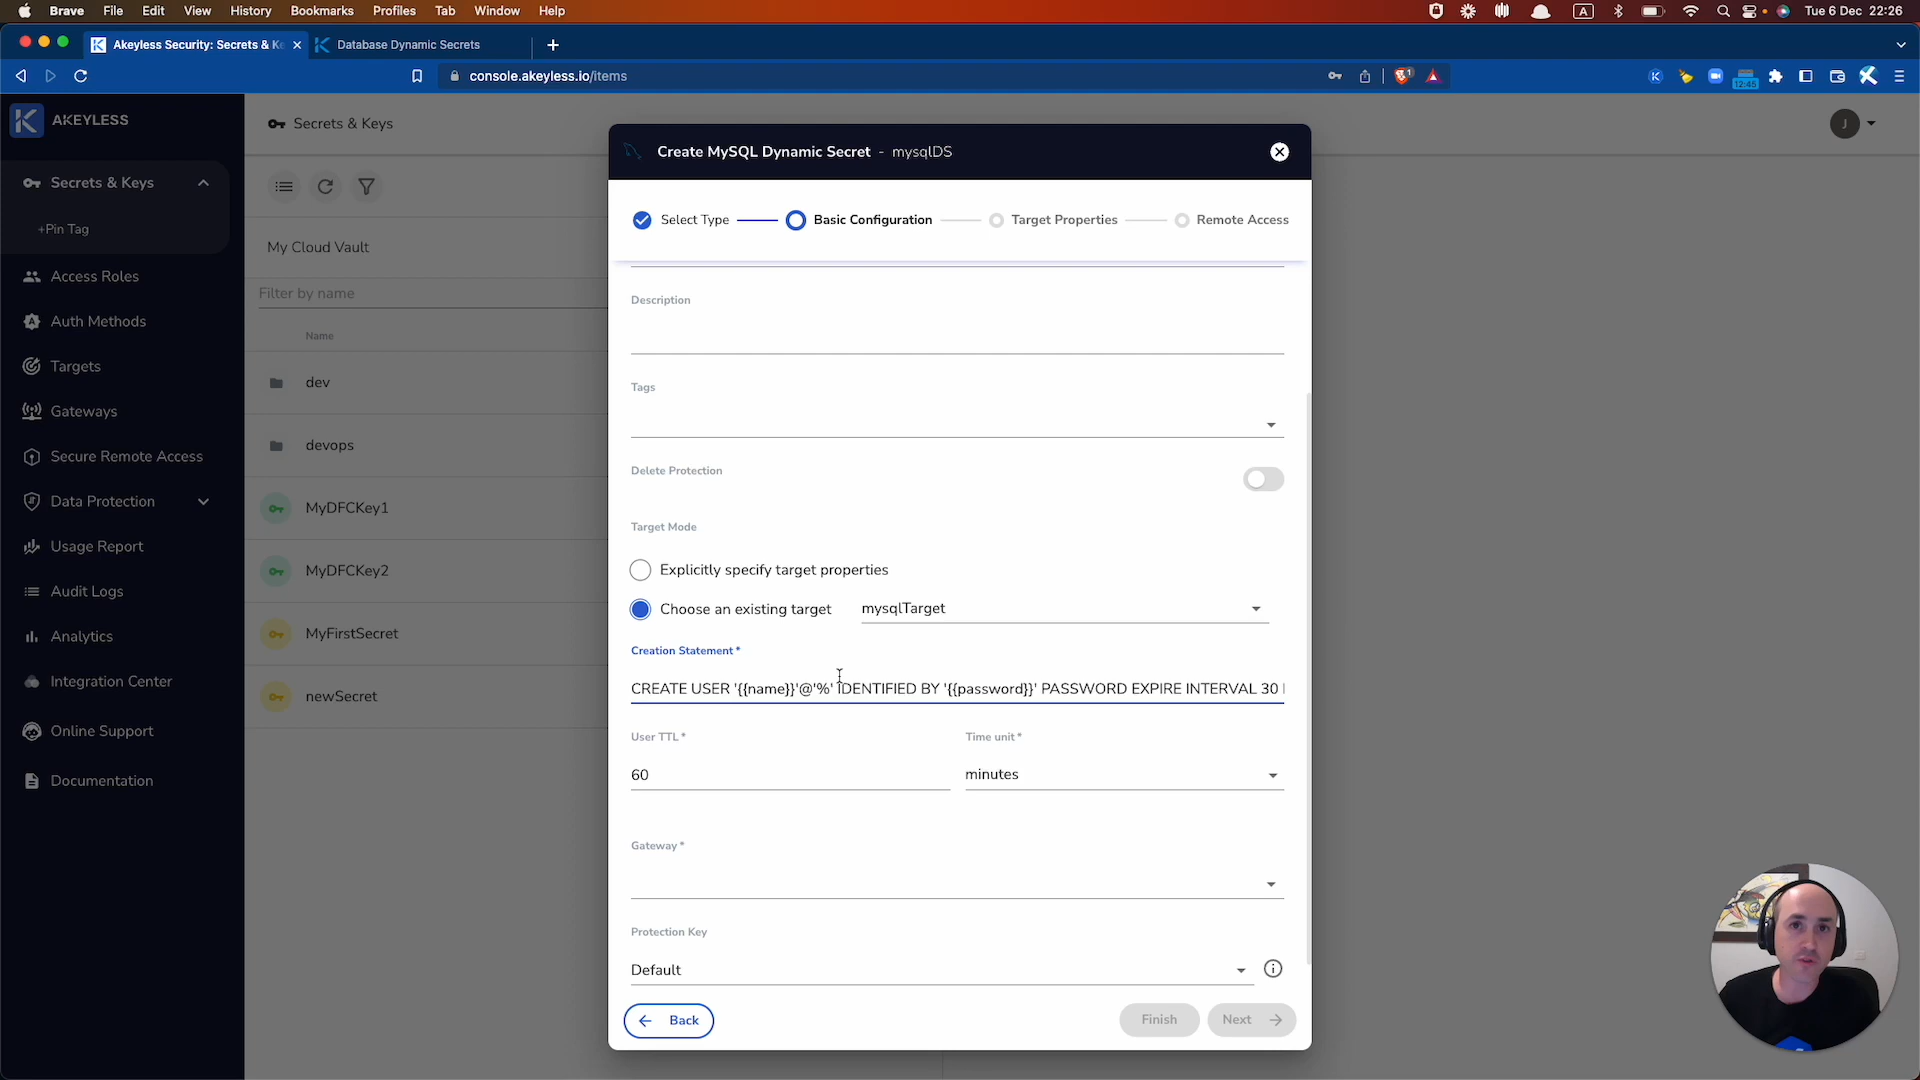 Brave File Edit View History Bookmarks Profiles Tab Window Help
A Tue 6 Dec 22:26
Akeyless Security: Secrets & Ke
Database Dynamic Secrets
console.akeyless.io/items
1
12:45
AKEYLESS
Secrets & Keys
+Pin Tag
Access Roles
Auth Methods
Targets
Gateways
Secure Remote Access
Data Protection
Usage Report
Audit Logs
Analytics
Integration Center
Online Support
Documentation
Secrets & Keys
J
My Cloud Vault
Filter by name
Name
dev
devops
MyDFCKey1
MyDFCKey2
MyFirstSecret
newSecret
Create MySQL Dynamic Secret - mysqlDS
Select Type
Basic Configuration
Target Properties
Remote Access
Description
Tags
Delete Protection
Target Mode
Explicitly specify target properties
Choose an existing target
mysqlTarget
Creation Statement *
CREATE USER '{{name}}'@'%' IDENTIFIED BY '{{password}}' PASSWORD EXPIRE INTERVAL 30
User TTL *
Time unit *
60
minutes
Gateway *
Protection Key
Default
Back
Finish
Next